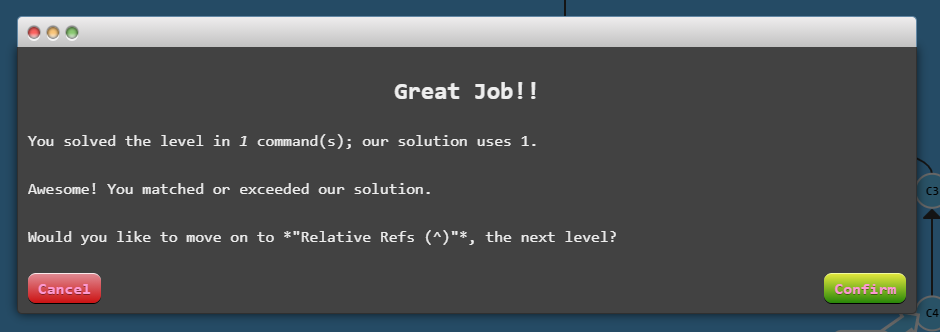 Great Job!!
You solved the level in 1 command(s); our solution uses 1.
Awesome! You matched or exceeded our solution.
Would you like to move on to *"Relative Refs (^)"*, the next level?
Cancel
Confirm
C3
C4